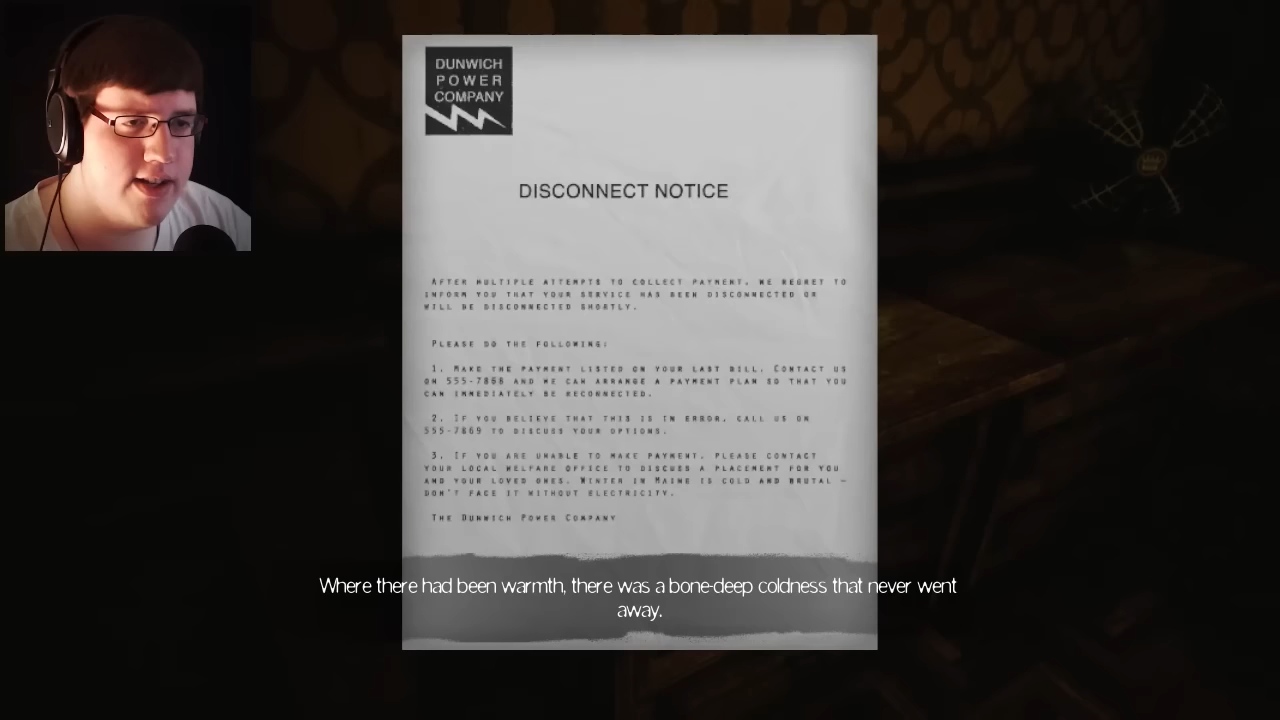 DUNWICH
POWER
COMPANY
DISCONNECT NOTICE
AFTER MULTIPLE ATTEMPTS TO COLLECT PAYMENT, WE REGRET TO
INFORM YOU THAT YOUR SERVICE HAS BEEN DISCONNECTED OR
WILL BE DISCONNECTED SHORTLY.
PLEASE DO THE FOLLOWING:
1. MAKE THE PAYMENT LISTED ON YOUR LAST BILL. CONTACT US
ON 555-7868 AND WE CAN ARRANGE A PAYMENT PLAN SO THAT YOU
CAN IMMEDIATELY BE RECONNECTED.
2. IF YOU BELIEVE THAT THIS IS IN ERROR, CALL US ON
555-7869 TO DISCUSS YOUR OPTIONS.
3. IF YOU ARE UNABLE TO MAKE PAYMENT, PLEASE CONTACT
YOUR LOCAL WELFARE OFFICE TO DISCUSS A PLACEMENT FOR YOU
AND YOUR LOVED ONES. WINTER IN MAINE IS COLD AND BRUTAL –
DON'T FACE IT WITHOUT ELECTRICITY.
THE DUNWICH POWER COMPANY
Where there had been warmth, there was a bone-deep coldness that never went
away.